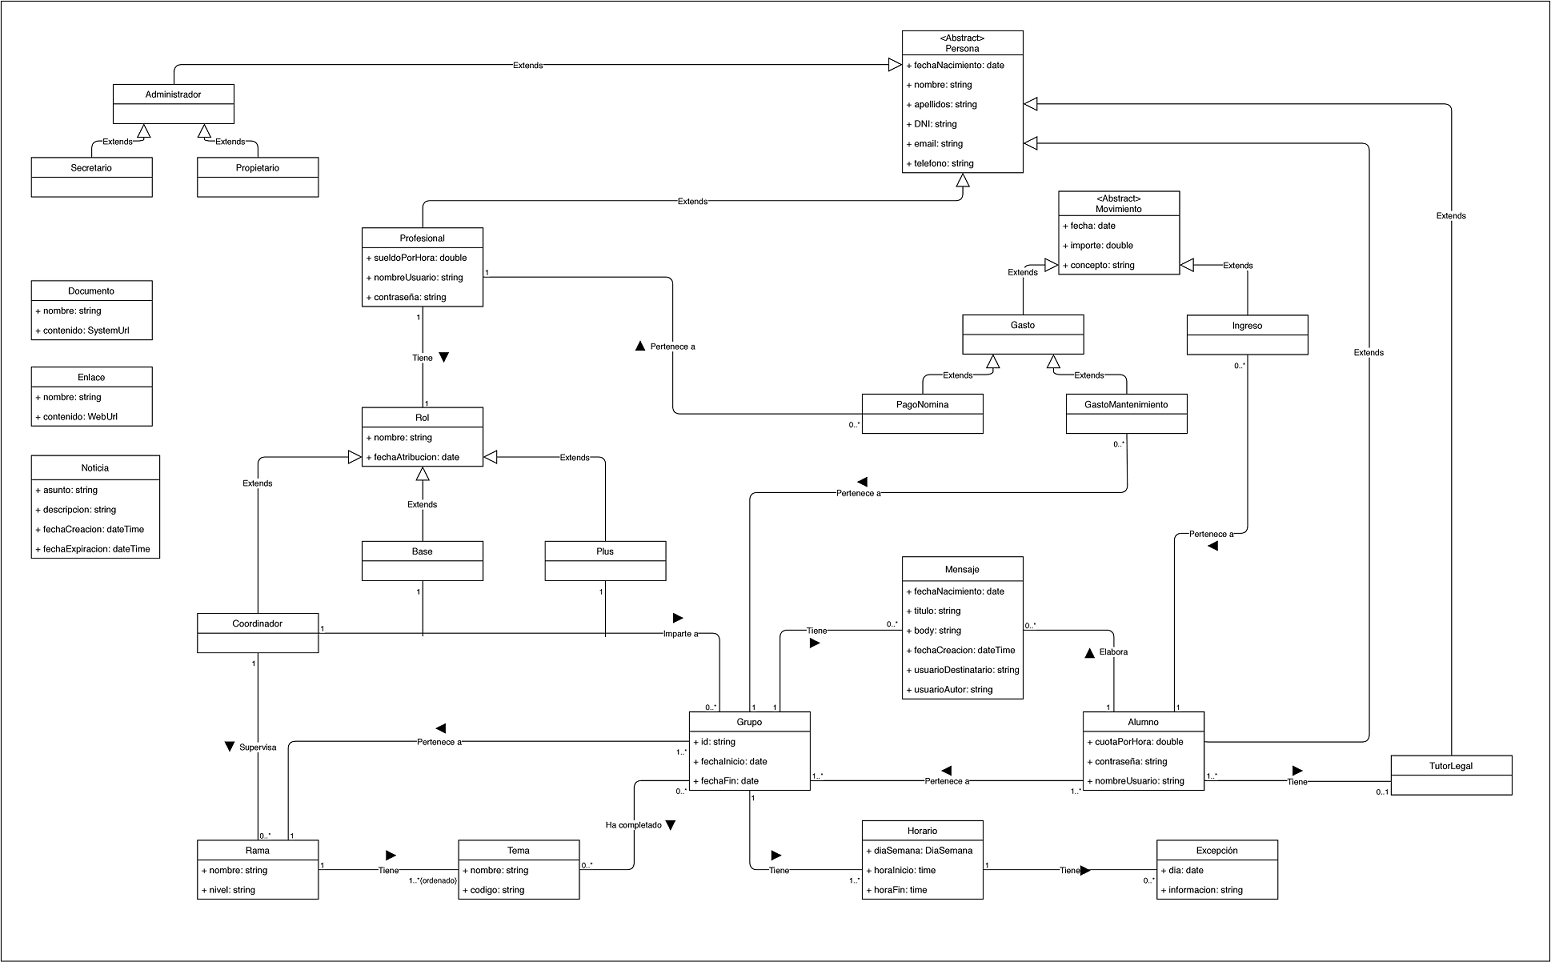 <Abstract>
Persona
+ fechaNacimiento: date
+ nombre: string
+ apellidos: string
+ DNI: string
+ email: string
+ telefono: string
Extends
Administrador
Extends
Extends
Secretario
Propietario
Extends
Extends
<Abstract>
Movimiento
+ fecha: date
+ importe: double
+ concepto: string
Extends
Extends
Profesional
+ sueldoPorHora: double
+ nombreUsuario: string
+ contraseña: string
1
1
Tiene
1
Pertenece a
0..*
Documento
+ nombre: string
+ contenido: SystemUrl
Enlace
+ nombre: string
+ contenido: WebUrl
Noticia
+ asunto: string
+ descripcion: string
+ fechaCreacion: dateTime
+ fechaExpiracion: dateTime
Gasto
Ingreso
0..*
Extends
Extends
Extends
PagoNomina
GastoMantenimiento
0..*
Rol
+ nombre: string
+ fechaAtribucion: date
Extends
Extends
Extends
Pertenece a
Pertenece a
Base
1
Plus
1
Coordinador
1
1
Imparte a
0..*
Mensaje
+ fechaNacimiento: date
+ titulo: string
+ body: string
+ fechaCreacion: dateTime
+ usuarioDestinatario: string
+ usuarioAutor: string
Tiene
0..*
0..*
Elabora
1
1
1
1
Grupo
+ id: string
+ fechaInicio: date
+ fechaFin: date
Alumno
+ cuotaPorHora: double
+ contraseña: string
+ nombreUsuario: string
Supervisa
Pertenece a
1..*
0..*
1..*
Pertenece a
1..*
1..*
Tiene
0..1
TutorLegal
Ha completado
1
0..*
1
Rama
+ nombre: string
+ nivel: string
1
Tiene
1..*{ordenado}
Tema
+ nombre: string
+ codigo: string
0..*
Tiene
1..*
Horario
+ diaSemana: DiaSemana
+ horaInicio: time
+ horaFin: time
1
Tiene
0..*
Excepción
+ dia: date
+ informacion: string